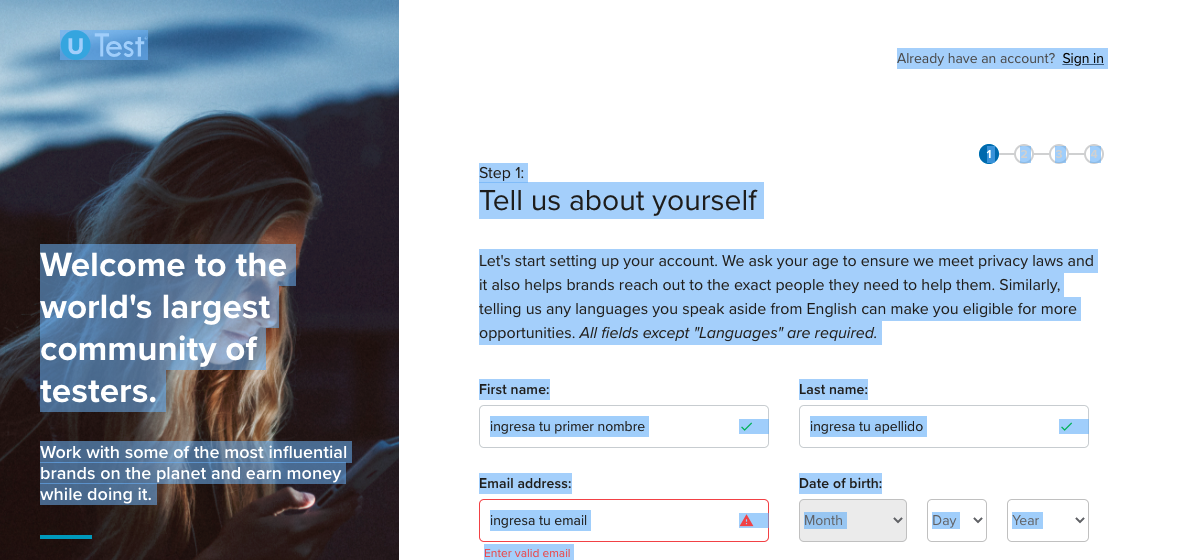 U Test
Already have an account? Sign in
1
Step 1:
Tell us about yourself
Welcome to the
world's largest
community of
testers.
Work with some of the most influential
brands on the planet and earn money
while doing it.
Let's start setting up your account. We ask your age to ensure we meet privacy laws and
it also helps brands reach out to the exact people they need to help them. Similarly,
telling us any languages you speak aside from English can make you eligible for more
opportunities. All fields except "Languages" are required.
First name:
Last name:
ingresa tu primer nombre
ingresa tu apellido
Email address:
Date of birth:
ingresa tu email
Month
Day
Year
Enter valid email